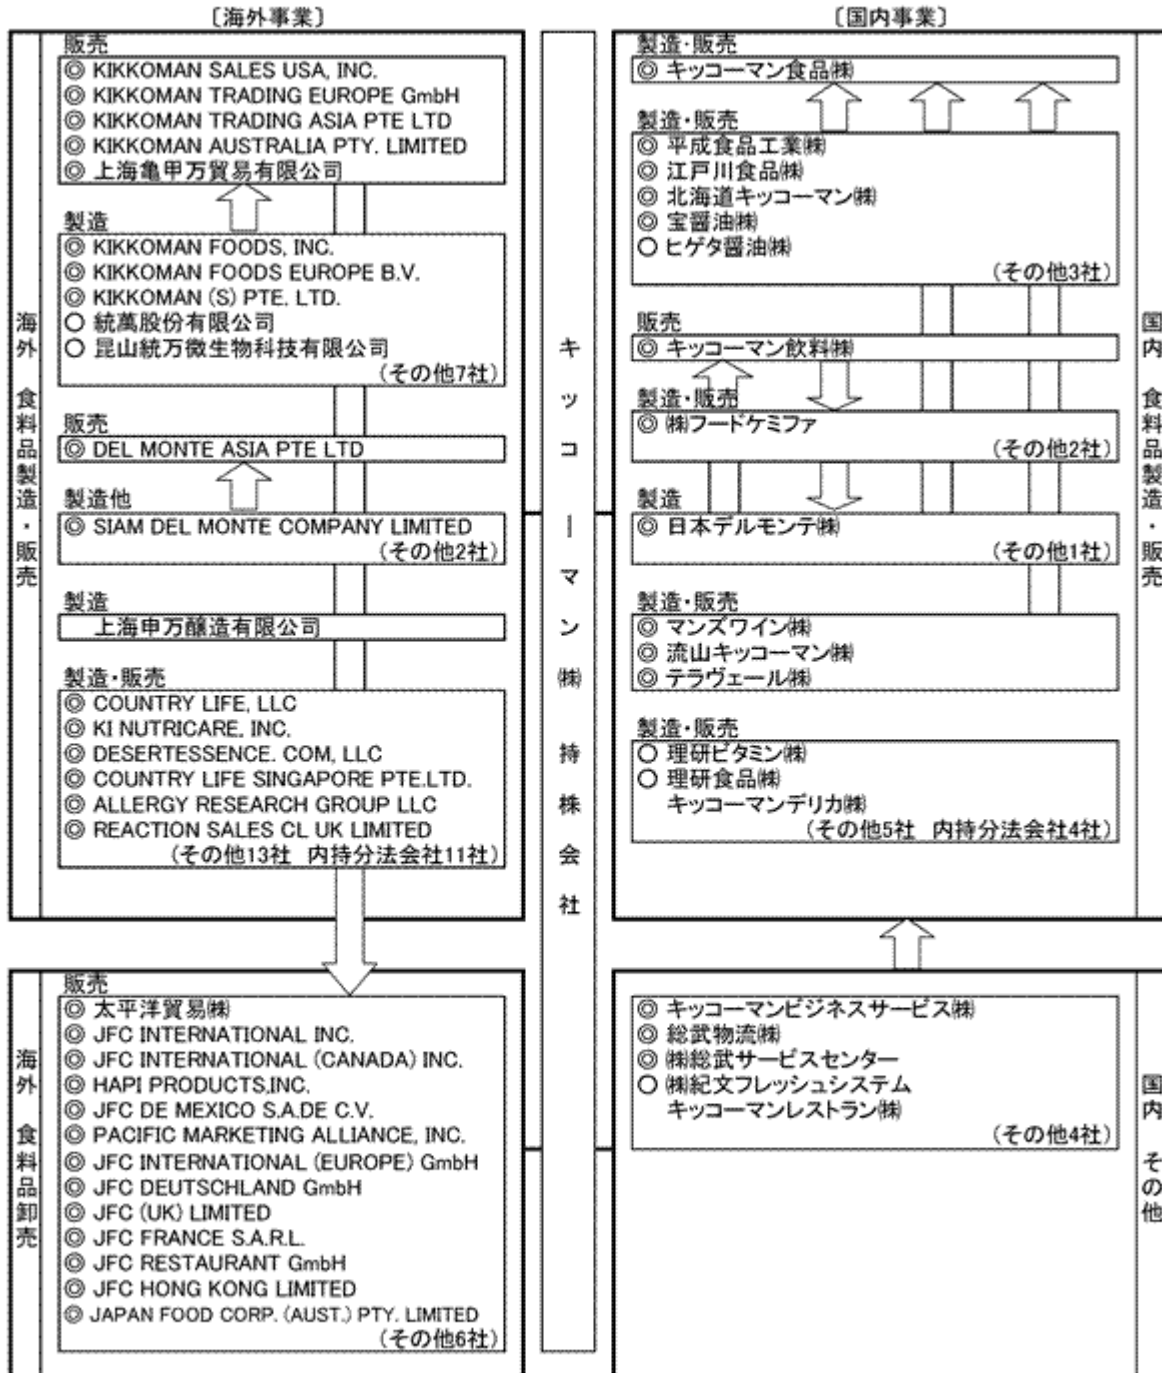 〔海外事業〕
海外 食料品製造・販売
販売
◎ KIKKOMAN SALES USA, INC.
◎ KIKKOMAN TRADING EUROPE GmbH
◎ KIKKOMAN TRADING ASIA PTE LTD
◎ KIKKOMAN AUSTRALIA PTY. LIMITED
◎ 上海亀甲万貿易有限公司
製造
◎ KIKKOMAN FOODS, INC.
◎ KIKKOMAN FOODS EUROPE B.V.
◎ KIKKOMAN (S) PTE. LTD.
○ 統萬股份有限公司
○ 昆山統万微生物科技有限公司
(その他7社)
販売
◎ DEL MONTE ASIA PTE LTD
製造他
◎ SIAM DEL MONTE COMPANY LIMITED
(その他2社)
製造
上海申万醸造有限公司
製造・販売
◎ COUNTRY LIFE, LLC
◎ KI NUTRICARE, INC.
◎ DESERTESSENCE. COM, LLC
◎ COUNTRY LIFE SINGAPORE PTE.LTD.
◎ ALLERGY RESEARCH GROUP LLC
◎ REACTION SALES CL UK LIMITED
(その他13社 内持分法会社11社)
海外 食料品卸売
販売
◎ 太平洋貿易㈱
◎ JFC INTERNATIONAL INC.
◎ JFC INTERNATIONAL (CANADA) INC.
◎ HAPI PRODUCTS,INC.
◎ JFC DE MEXICO S.A.DE C.V.
◎ PACIFIC MARKETING ALLIANCE, INC.
◎ JFC INTERNATIONAL (EUROPE) GmbH
◎ JFC DEUTSCHLAND GmbH
◎ JFC (UK) LIMITED
◎ JFC FRANCE S.A.R.L.
◎ JFC RESTAURANT GmbH
◎ JFC HONG KONG LIMITED
◎ JAPAN FOOD CORP. (AUST.) PTY. LIMITED
(その他6社)
キッコーマン㈱ 持株会社
〔国内事業〕
製造・販売
◎ キッコーマン食品㈱
製造・販売
◎ 平成食品工業㈱
◎ 江戸川食品㈱
◎ 北海道キッコーマン㈱
◎ 宝醤油㈱
○ ヒゲタ醤油㈱
(その他3社)
販売
◎ キッコーマン飲料㈱
製造・販売
◎ ㈱フードケミファ
(その他2社)
製造
◎ 日本デルモンテ㈱
(その他1社)
製造・販売
◎ マンズワイン㈱
◎ 流山キッコーマン㈱
◎ テラヴェール㈱
製造・販売
○ 理研ビタミン㈱
○ 理研食品㈱
キッコーマンデリカ㈱
(その他5社 内持分法会社4社)
国内 食料品製造・販売
◎ キッコーマンビジネスサービス㈱
◎ 総武物流㈱
◎ ㈱総武サービスセンター
○ ㈱紀文フレッシュシステム
キッコーマンレストラン㈱
(その他4社)
国内 その他